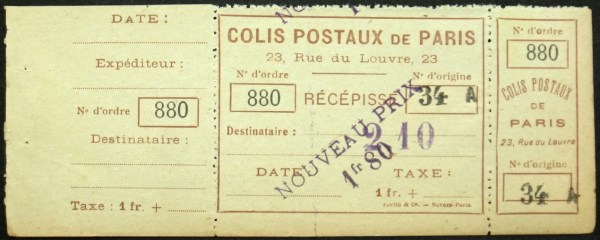 DATE:
Expéditeur :
N° d'ordre 880
Destinataire :
Taxe : 1 fr. +
COLIS POSTAUX DE PARIS
23, Rue du Louvre, 23
N° d'ordre
N° d'origine
880
RÉCÉPISSÉ
34 A
Destinataire :
2 10
NOUVEAU PRIX
1fr 80
DATE
TAXE :
1 fr. +
N° d'ordre
880
COLIS POSTAUX
DE
PARIS
23, Rue du Louvre
N° d'origine
34 A